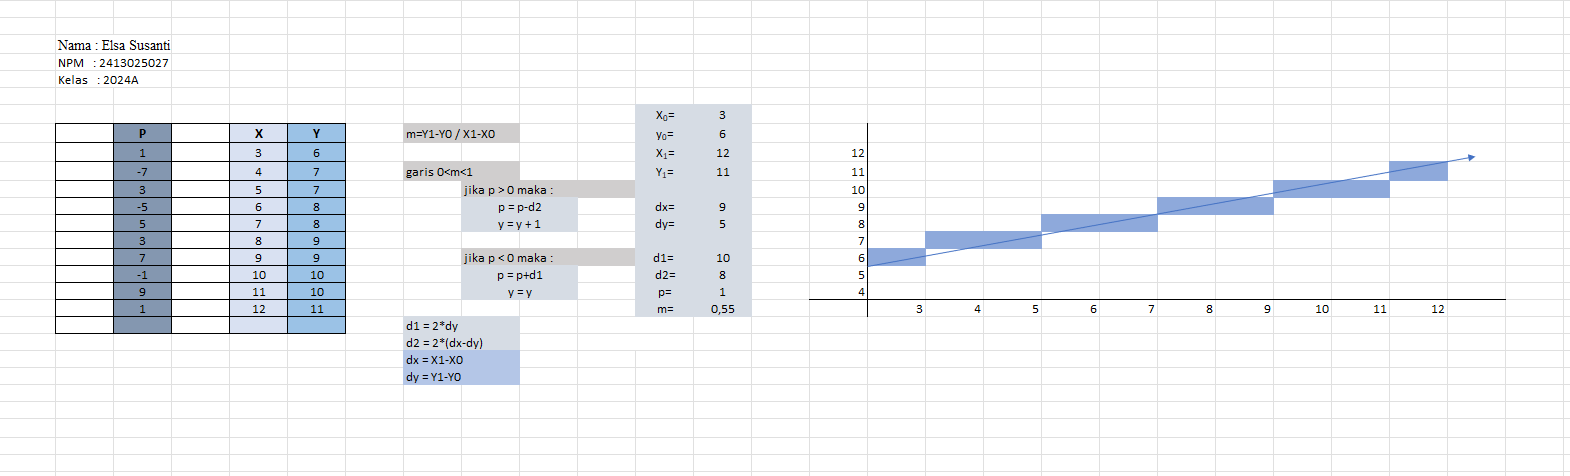 Nama : Elsa Susanti
NPM : 2413025027
Kelas : 2024A
P X Y
1 3 6
-7 4 7
3 5 7
-5 6 8
5 7 8
3 8 9
7 9 9
-1 10 10
9 11 10
1 12 11
m=Y1-Y0 / X1-X0
garis 0<m<1
jika p > 0 maka :
p = p-d2
y = y + 1
jika p < 0 maka :
p = p+d1
y = y
d1 = 2*dy
d2 = 2*(dx-dy)
dx = X1-X0
dy = Y1-Y0
X₀= 3
y₀= 6
X₁= 12
Y₁= 11
dx= 9
dy= 5
d1= 10
d2= 8
p= 1
m= 0,55
12
11
10
9
8
7
6
5
4
3 4 5 6 7 8 9 10 11 12